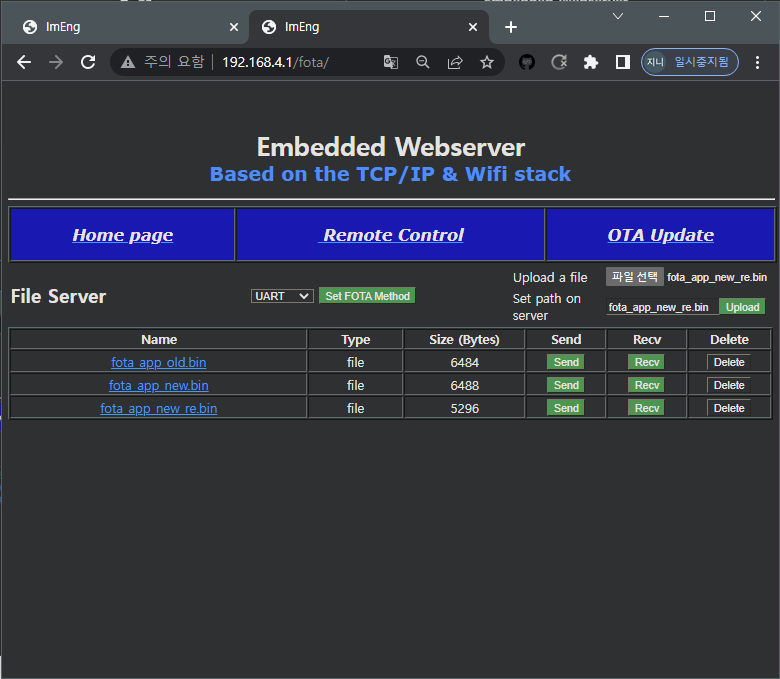 ImEng
ImEng
주의 요함 192.168.4.1/fota/
지니 일시중지됨
Embedded Webserver
Based on the TCP/IP & Wifi stack
Home page Remote Control OTA Update
File Server
UART Set FOTA Method
Upload a file 파일 선택 fota_app_new_re.bin
Set path on server fota_app_new_re.bin Upload
Name Type Size (Bytes) Send Recv Delete
fota_app_old.bin file 6484 Send Recv Delete
fota_app_new.bin file 6488 Send Recv Delete
fota_app_new_re.bin file 5296 Send Recv Delete